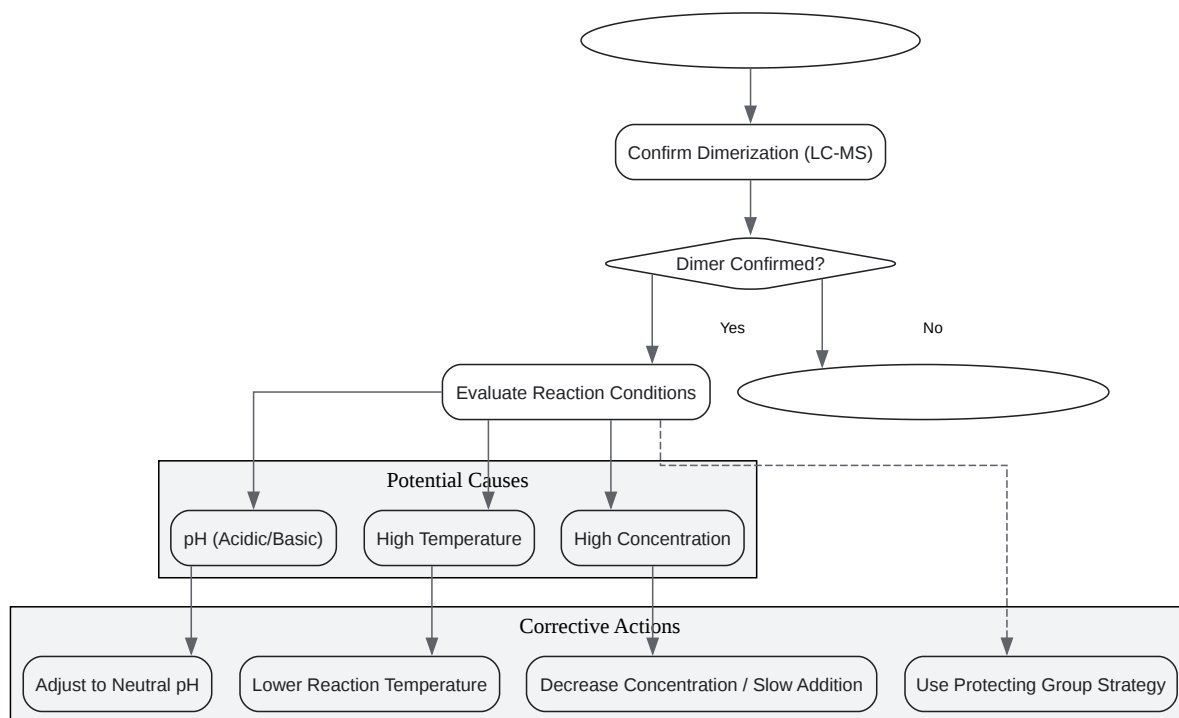 Confirm Dimerization (LC-MS)
Dimer Confirmed?
Yes
No
Evaluate Reaction Conditions
Potential Causes
pH (Acidic/Basic)
High Temperature
High Concentration
Corrective Actions
Adjust to Neutral pH
Lower Reaction Temperature
Decrease Concentration / Slow Addition
Use Protecting Group Strategy